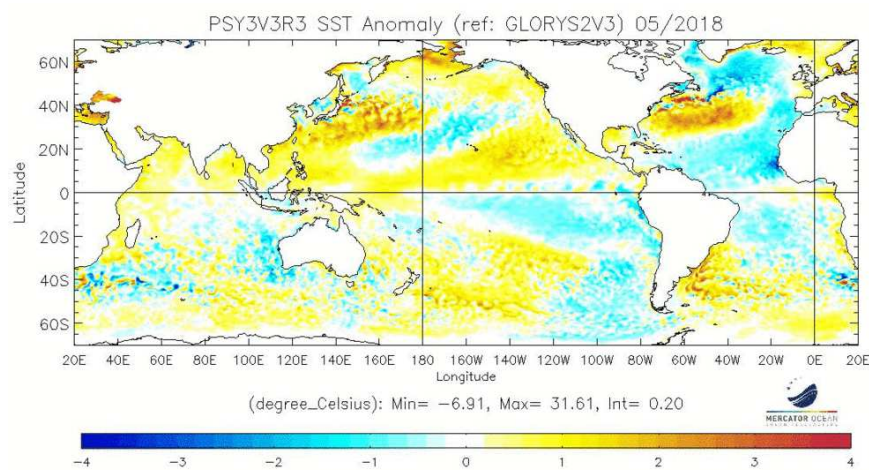 PSY3V3R3 SST Anomaly (ref: GLORYS2V3) 05/2018
60N
40N
20N
0
20S
40S
60S
Latitude
20E 40E 60E 80E 100E 120E 140E 160E 180 160W 140W 120W 100W 80W 60W 40W 20W 0E 20E
Longitude
(degree_Celsius): Min= -6.91, Max= 31.61, Int= 0.20
MERCATOR OCEAN
-4 -3 -2 -1 0 1 2 3 4